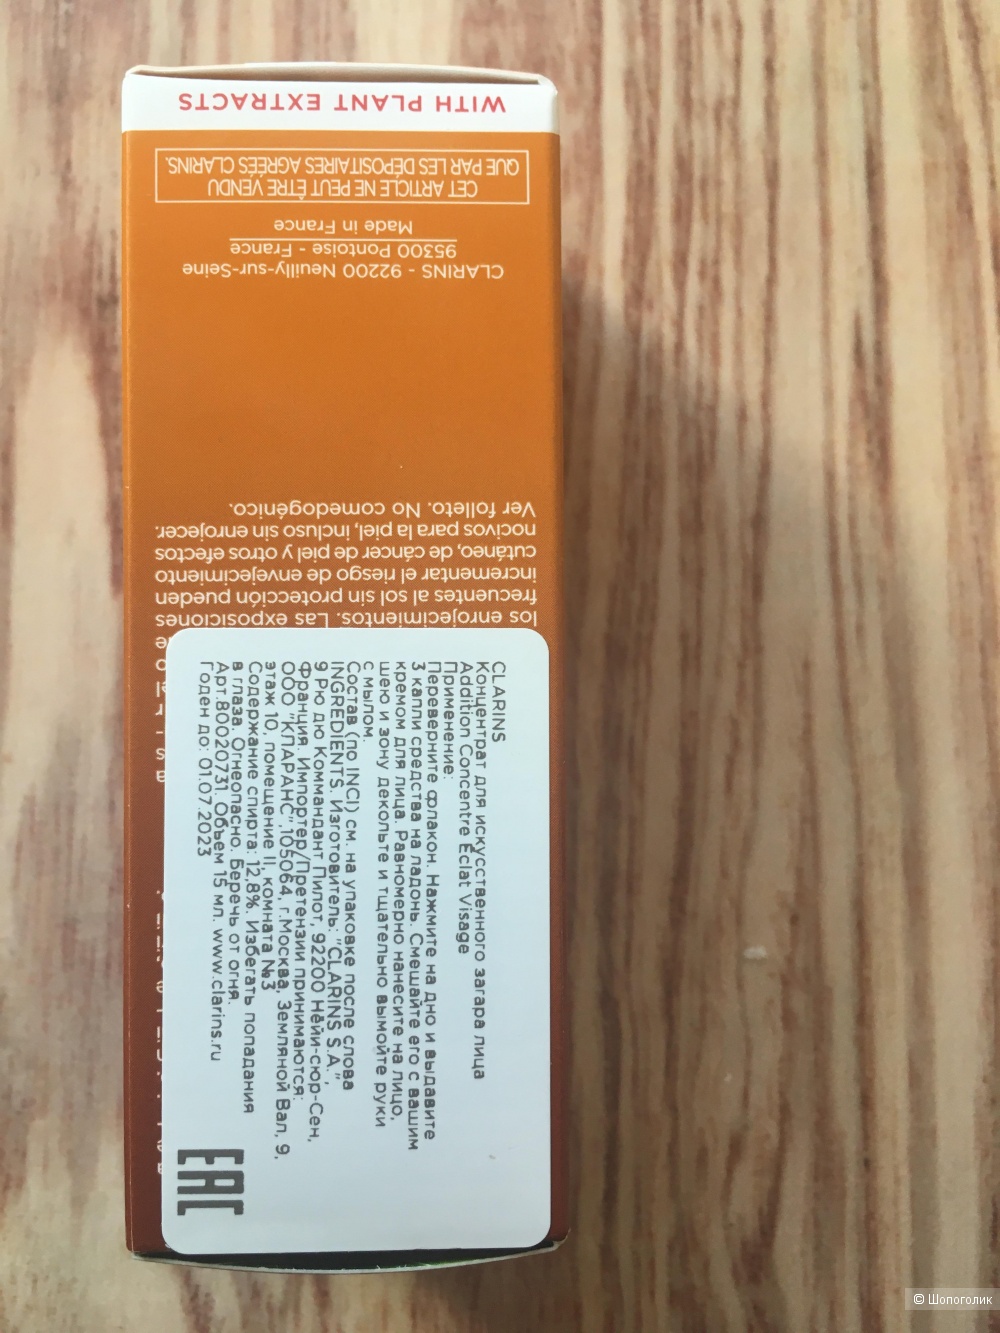 WITH PLANT EXTRACTS
CET ARTICLE NE PEUT ÊTRE VENDU
QUE PAR LES DÉPOSITAIRES AGRÉÉS CLARINS.
Made in France
95300 Pontoise - France
CLARINS - 92200 Neuilly-sur-Seine
los enrojecimientos. Las exposiciones
frecuentes al sol sin protección pueden
incrementar el riesgo de envejecimiento
cutáneo, de cáncer de piel y otros efectos
nocivos para la piel, incluso sin enrojecer.
Ver folleto. No comedogénico.
CLARINS
Концентрат для искусственного загара лица
Addition Concentre Eclat Visage
Применение:
Переверните флакон. Нажмите на дно и выдавите
3 капли средства на ладонь. Смешайте его с вашим
кремом для лица. Равномерно нанесите на лицо,
шею и зону декольте и тщательно вымойте руки
с мылом.
Состав (по INCI) см. на упаковке после слова
INGREDIENTS. Изготовитель: "CLARINS S.A.",
9 Рю дю Коммандант Пилот, 92200 Нёйи-сюр-Сен,
Франция. Импортер/Претензии принимаются:
ООО "КЛАРАНС",105064, г.Москва, Земляной Вал, 9,
этаж 10, помещение II, комната №3
Содержание спирта: 12,8%. Избегать попадания
в глаза. Огнеопасно. Беречь от огня.
Арт.80020731. Объем 15 мл. www.clarins.ru
Годен до: 01.07.2023
EAC
© Шопоголик